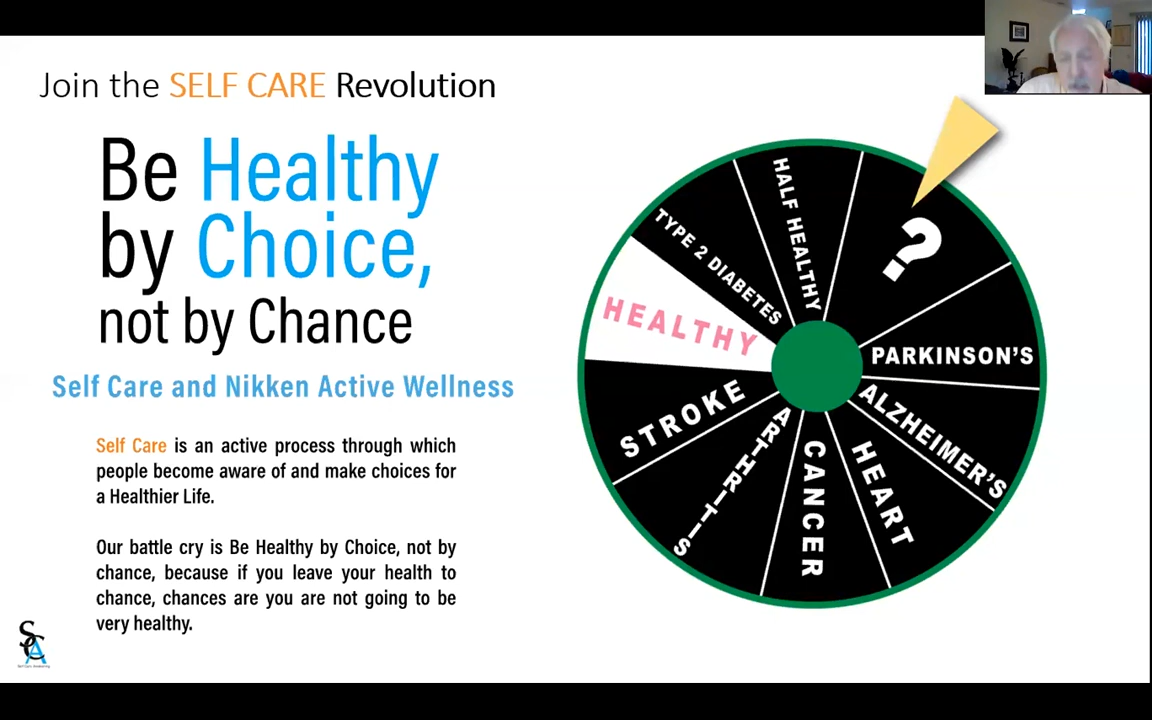 Join the SELF CARE Revolution
Be Healthy
by Choice,
not by Chance
Self Care and Nikken Active Wellness
Self Care is an active process through which
people become aware of and make choices for
a Healthier Life.
Our battle cry is Be Healthy by Choice, not by
chance, because if you leave your health to
chance, chances are you are not going to be
very healthy.
SCA
HALF HEALTHY
?
PARKINSON'S
ALZHEIMER'S
HEART
CANCER
ARTHRITIS
STROKE
HEALTHY
TYPE 2 DIABETES